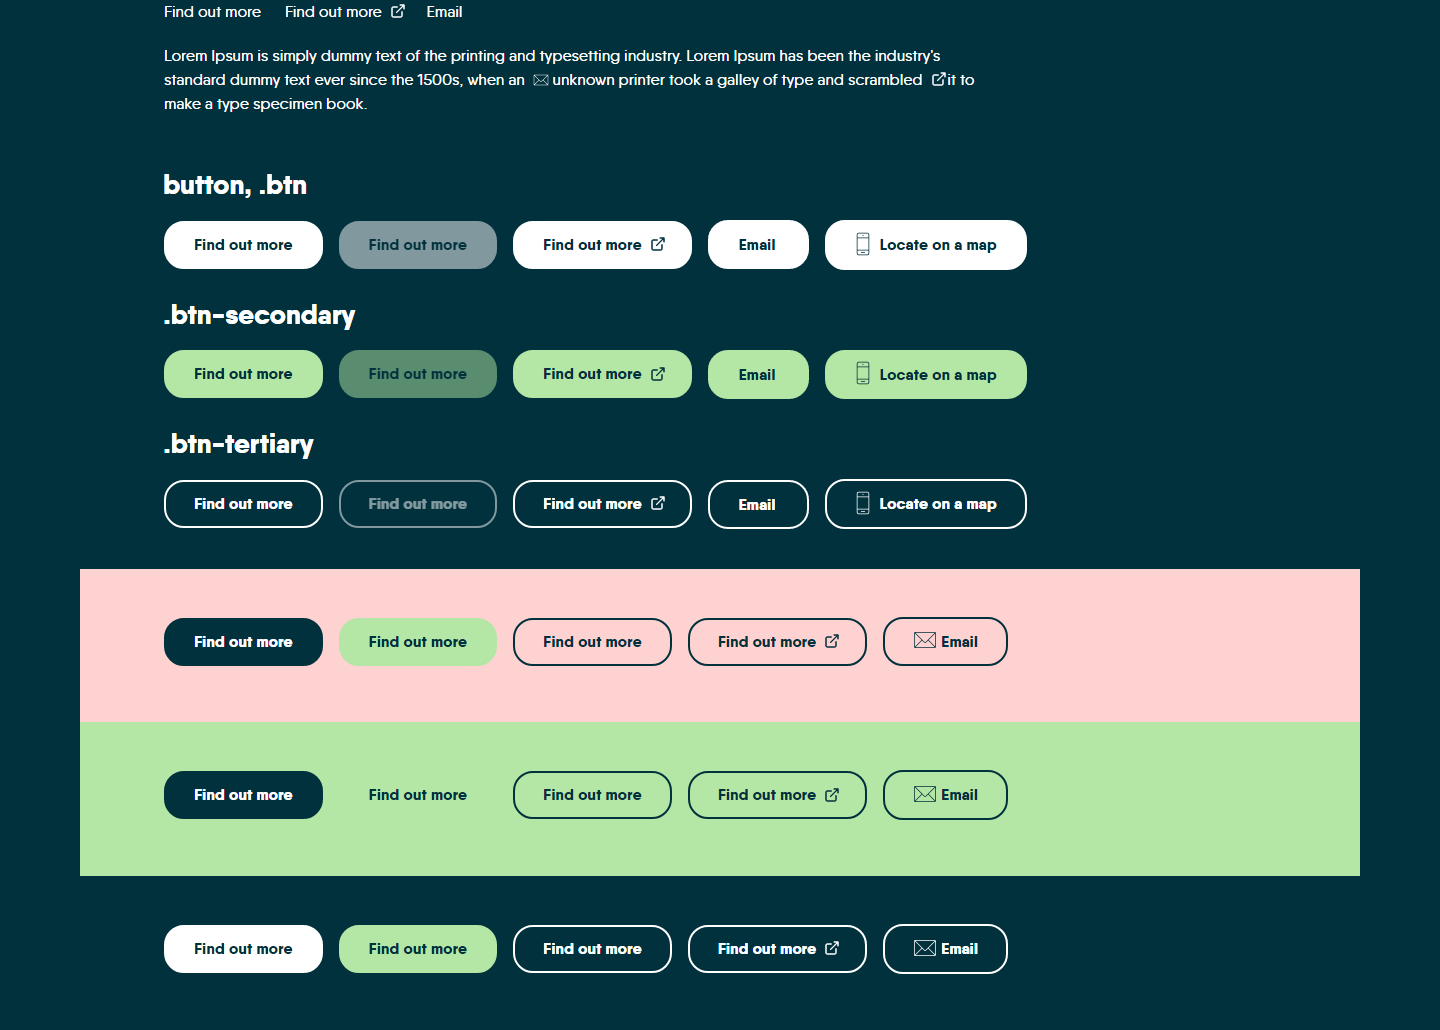 Find out more Find out more Email
Lorem Ipsum is simply dummy text of the printing and typesetting industry. Lorem Ipsum has been the industry's
standard dummy text ever since the 1500s, when an unknown printer took a galley of type and scrambled it to
make a type specimen book.
button, .btn
Find out more Find out more Find out more Email Locate on a map
.btn-secondary
Find out more Find out more Find out more Email Locate on a map
.btn-tertiary
Find out more Find out more Find out more Email Locate on a map
Find out more Find out more Find out more Find out more Email
Find out more Find out more Find out more Find out more Email
Find out more Find out more Find out more Find out more Email